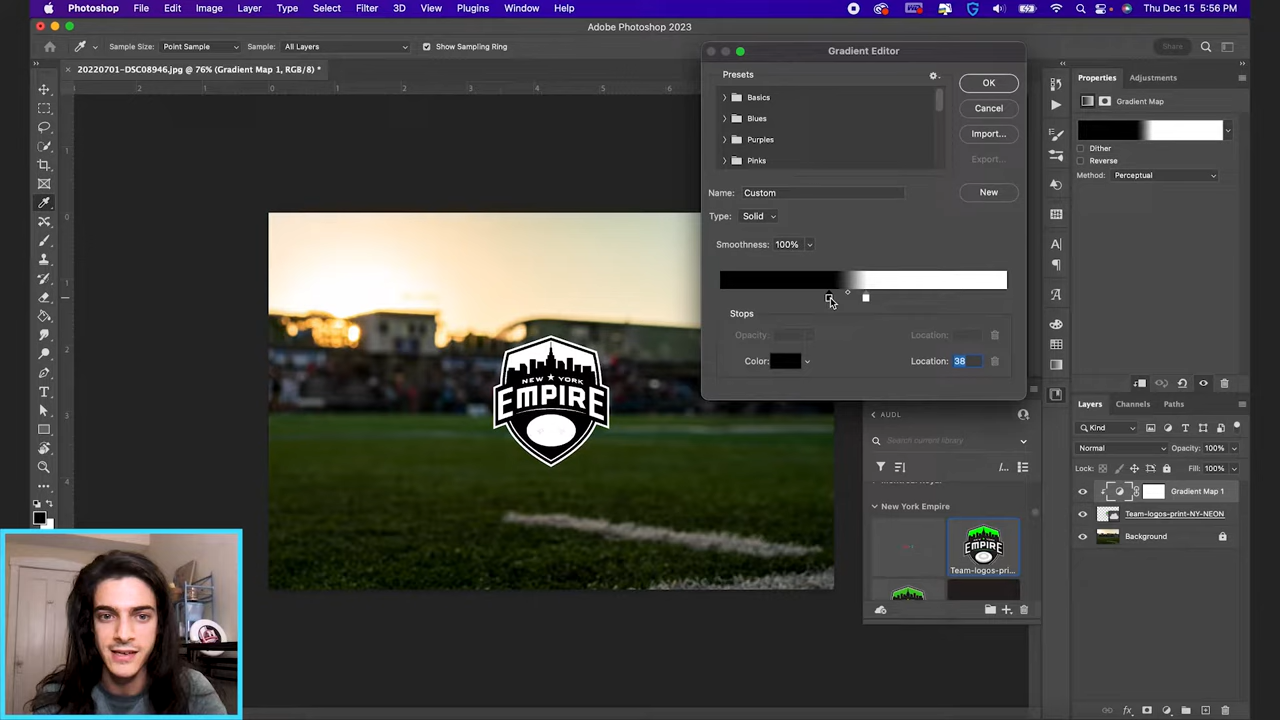 Photoshop File Edit Image Layer Type Select Filter 3D View Plugins Window Help Thu Dec 15 5:56 PM
Adobe Photoshop 2023
Sample Size: Point Sample Sample: All Layers Show Sampling Ring Share
20220701-DSC08946.jpg @ 76% (Gradient Map 1, RGB/8) *
Gradient Editor
Presets
Basics
Blues
Purples
Pinks
OK
Cancel
Import...
Export...
New
Name: Custom
Type: Solid
Smoothness: 100%
Stops
Opacity: Location:
Color: Location: 38
NEW YORK
EMPIRE
Properties Adjustments
Gradient Map
Dither
Reverse
Method: Perceptual
AUDL
Search current library
New York Empire
EMPIRE
Team-logos-pri...
Layers Channels Paths
Kind
Normal Opacity: 100%
Lock: Fill: 100%
Gradient Map 1
Team-logos-print-NY-NEON
Background